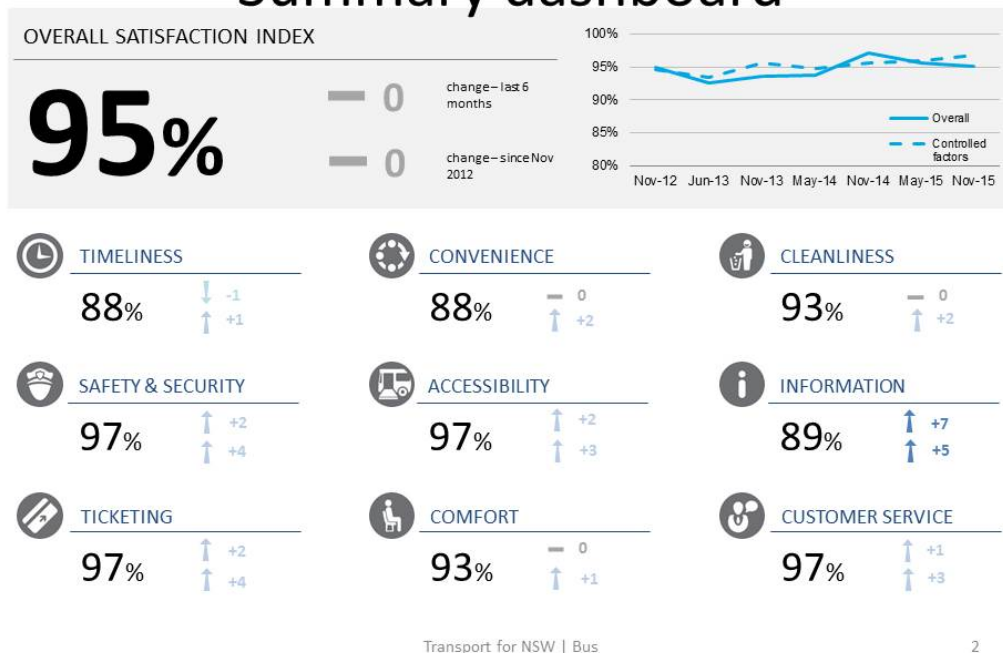 Summary dashboard
OVERALL SATISFACTION INDEX
95%
0
change – last 6
months
0
change – since Nov
2012
100%
95%
90%
85%
80%
Overall
Controlled
factors
Nov-12 Jun-13 Nov-13 May-14 Nov-14 May-15 Nov-15
TIMELINESS
88%
-1
+1
CONVENIENCE
88%
0
+2
CLEANLINESS
93%
0
+2
SAFETY & SECURITY
97%
+2
+4
ACCESSIBILITY
97%
+2
+3
INFORMATION
89%
+7
+5
TICKETING
97%
+2
+4
COMFORT
93%
0
+1
CUSTOMER SERVICE
97%
+1
+3
Transport for NSW | Bus
2